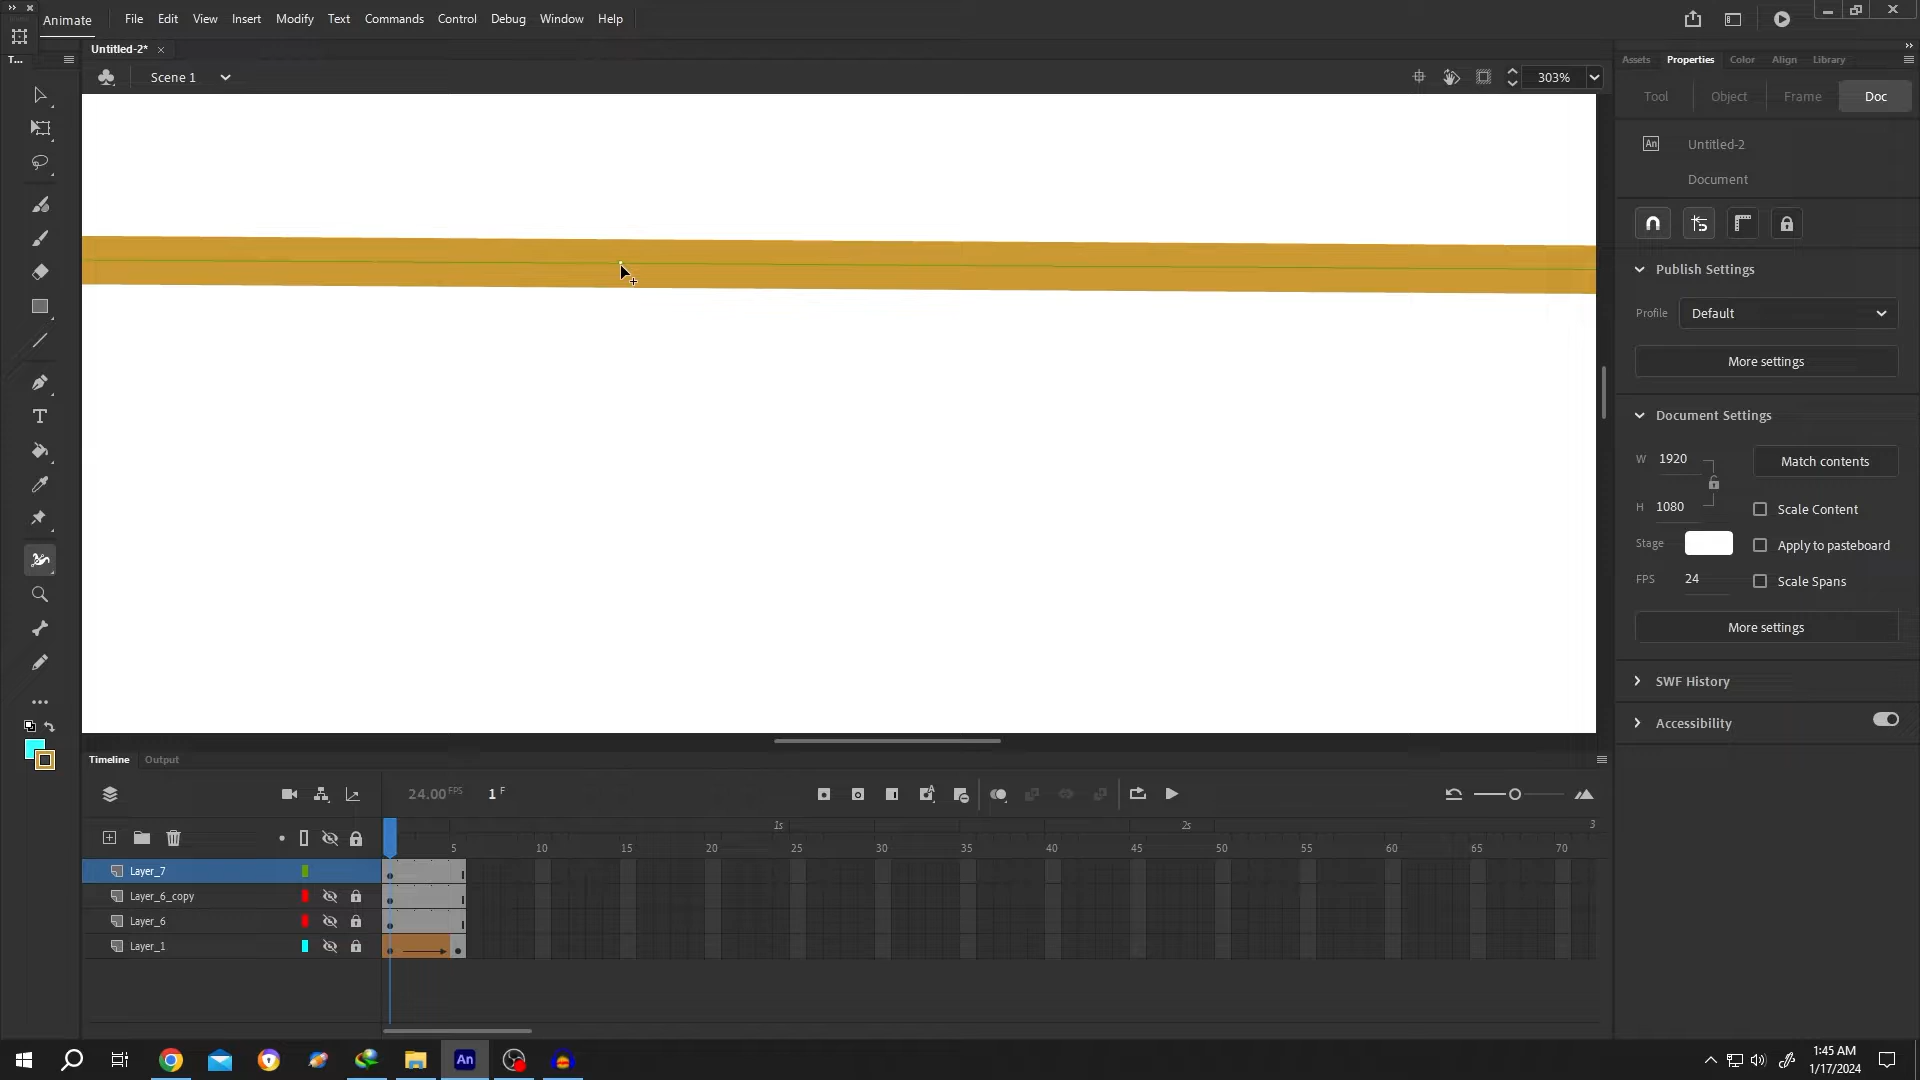 Animate File Edit View Insert Modify Text Commands Control Debug Window Help
Untitled-2*
T...
Scene 1
303%
Assets Properties Color Align Library
Tool Object Frame Doc
An Untitled-2
Document
Publish Settings
Profile Default
More settings
Document Settings
W 1920 Match contents
H 1080 Scale Content
Stage Apply to pasteboard
FPS 24 Scale Spans
More settings
SWF History
Accessibility
Timeline Output
24.00 FPS 1 F
1s 2s 3
5 10 15 20 25 30 35 40 45 50 55 60 65 70
Layer_7
Layer_6_copy
Layer_6
Layer_1
An
1:45 AM
1/17/2024